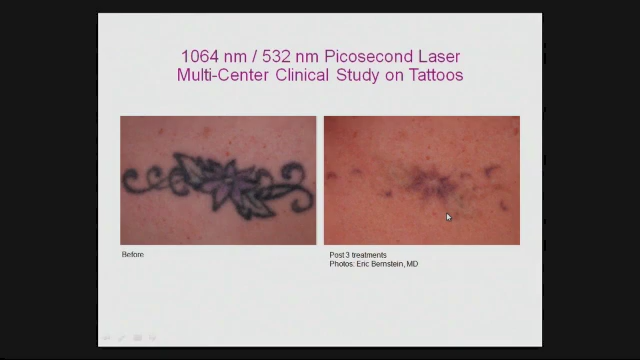 1064 nm / 532 nm Picosecond Laser
Multi-Center Clinical Study on Tattoos
Before
Post 3 treatments
Photos: Eric Bernstein, MD